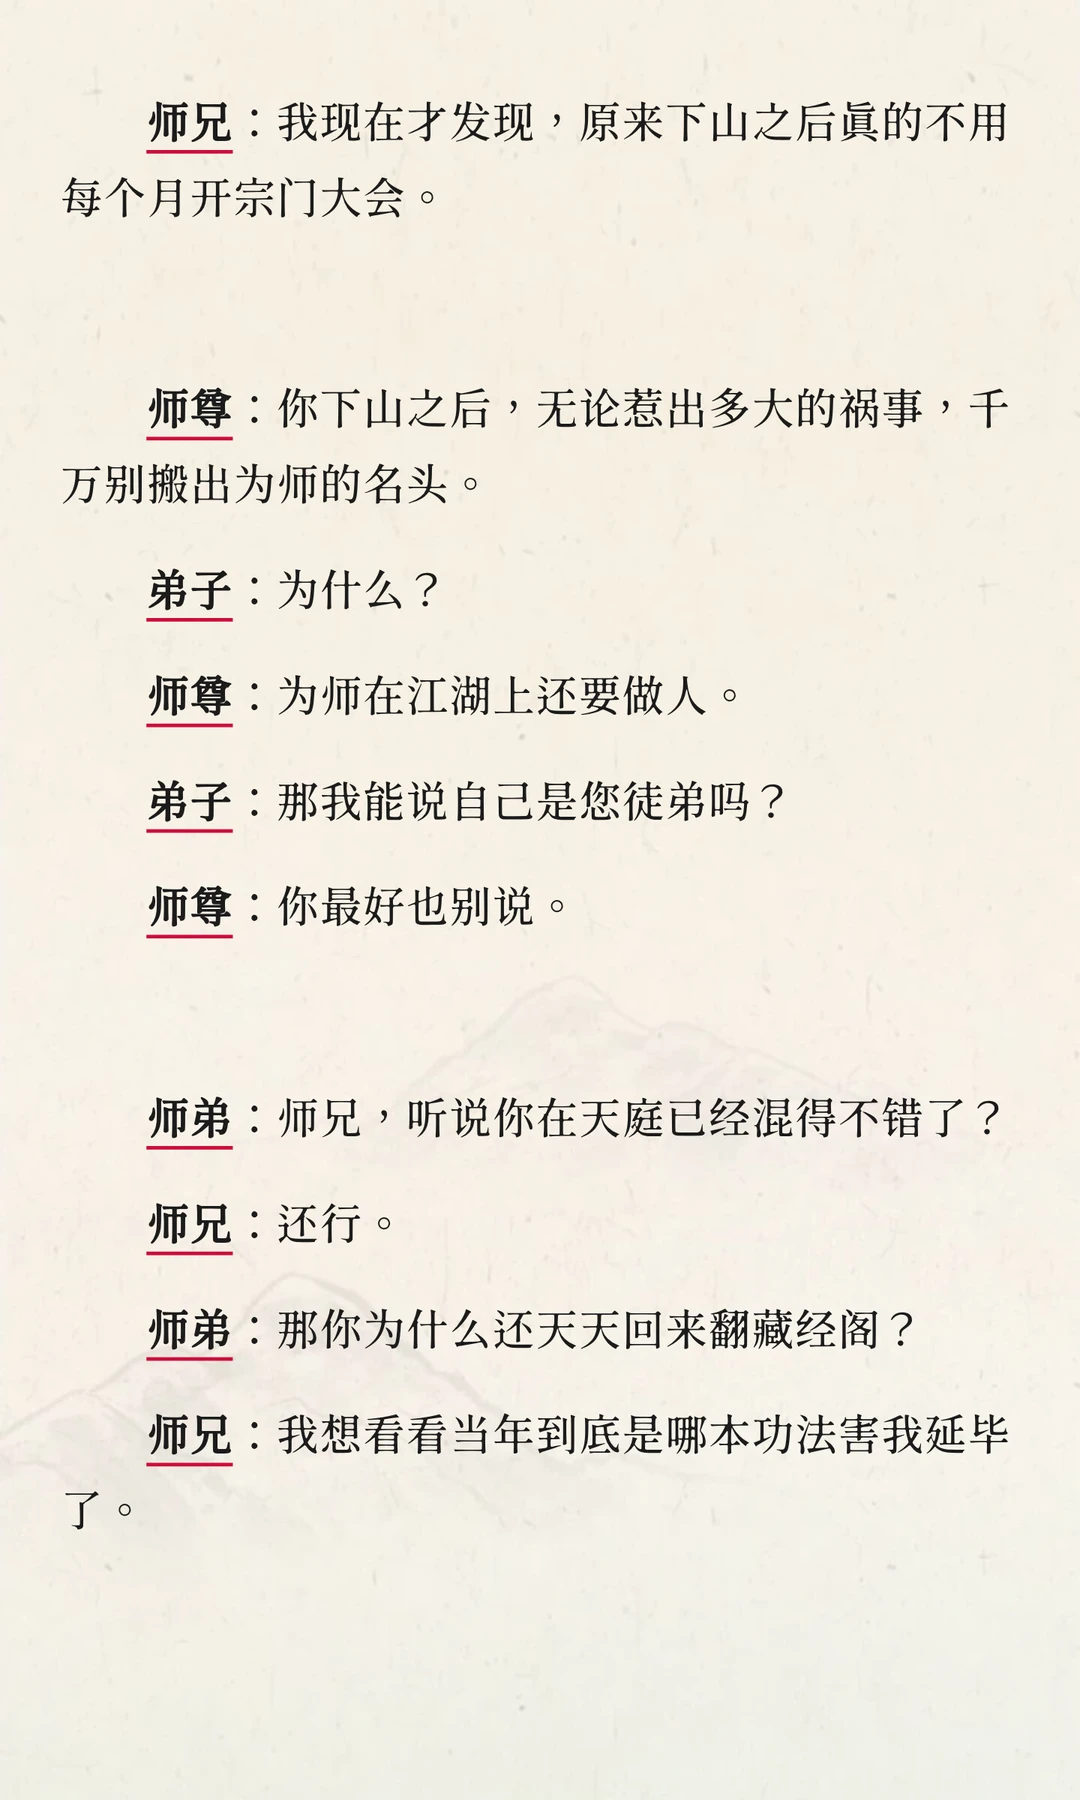 师兄：我现在才发现，原来下山之后眞的不用
每个月开宗门大会。
师尊：你下山之后，无论惹出多大的祸事，千
万别搬出为师的名头。
弟子：为什么？
师尊：为师在江湖上还要做人。
弟子：那我能说自己是您徒弟吗？
师尊：你最好也别说。
师弟：师兄，听说你在天庭已经混得不错了？
师兄：还行。
师弟：那你为什么还天天回来翻藏经阁？
师兄：我想看看当年到底是哪本功法害我延毕
了。